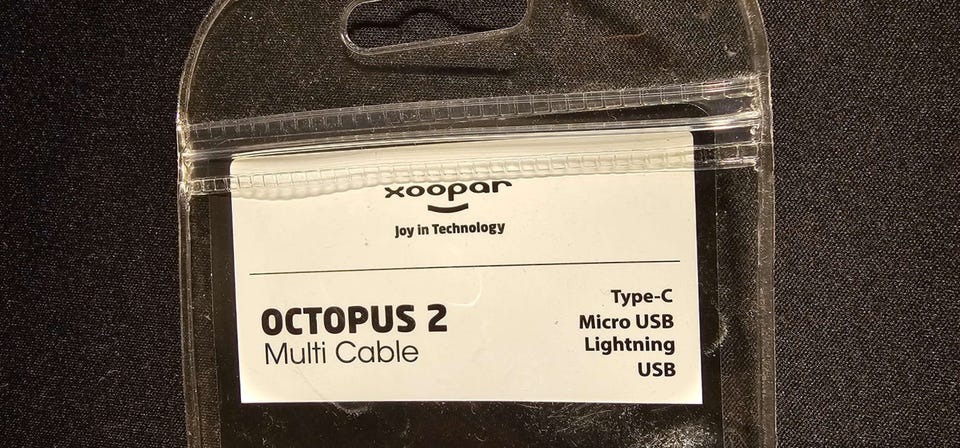 xoopar
Joy in Technology
OCTOPUS 2
Multi Cable
Type-C
Micro USB
Lightning
USB